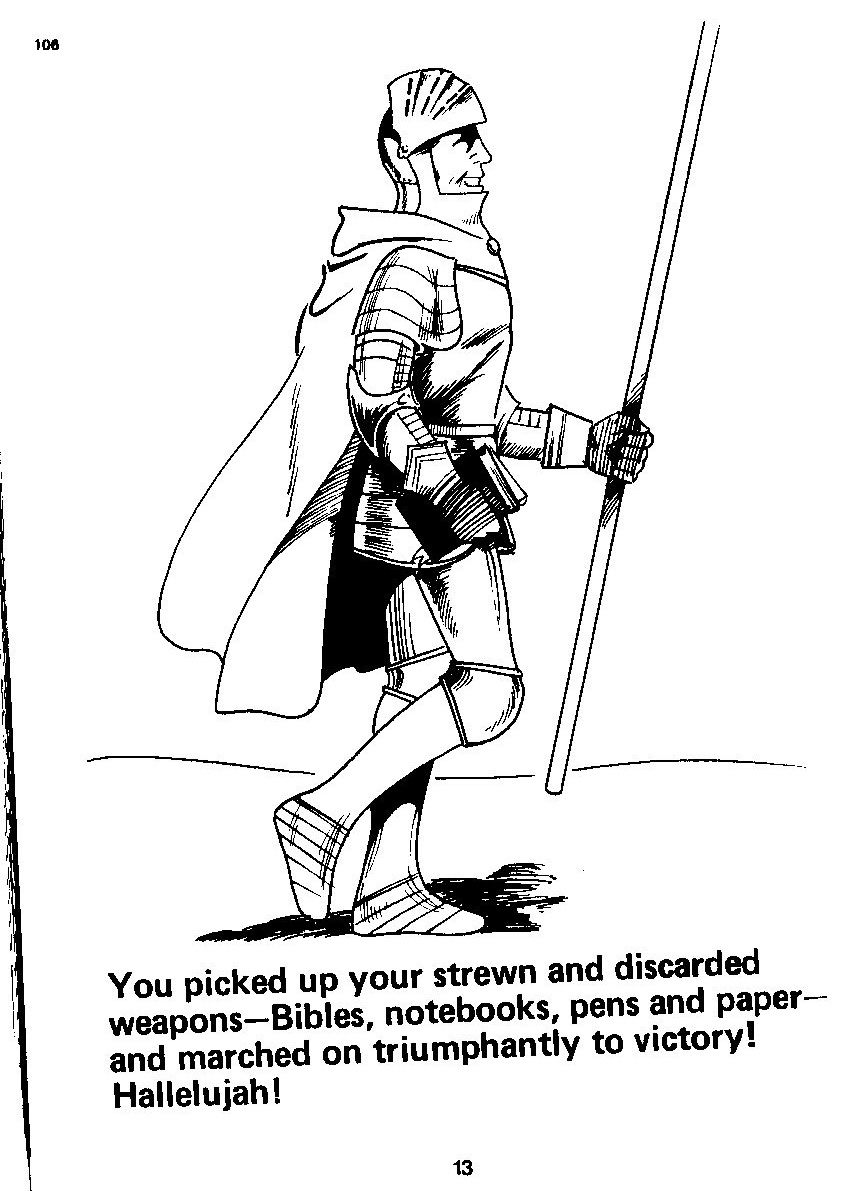 106
You picked up your strewn and discarded
weapons—Bibles, notebooks, pens and paper—
and marched on triumphantly to victory!
Hallelujah!
13